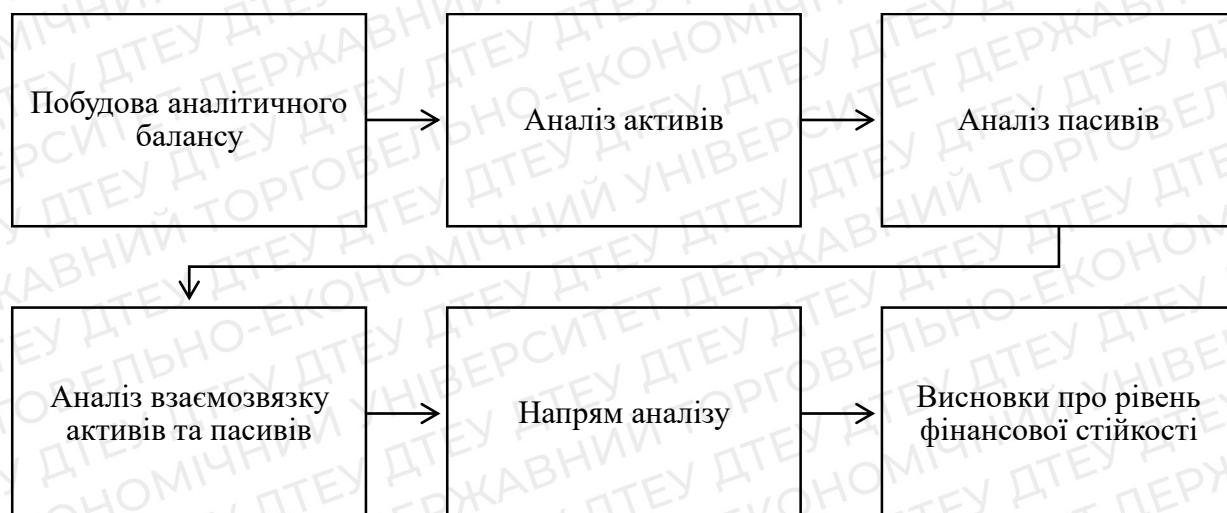 Побудова аналітичного
балансу
Аналіз активів
Аналіз пасивів
Аналіз взаємозвязку
активів та пасивів
Напрям аналізу
Висновки про рівень
фінансової стійкості